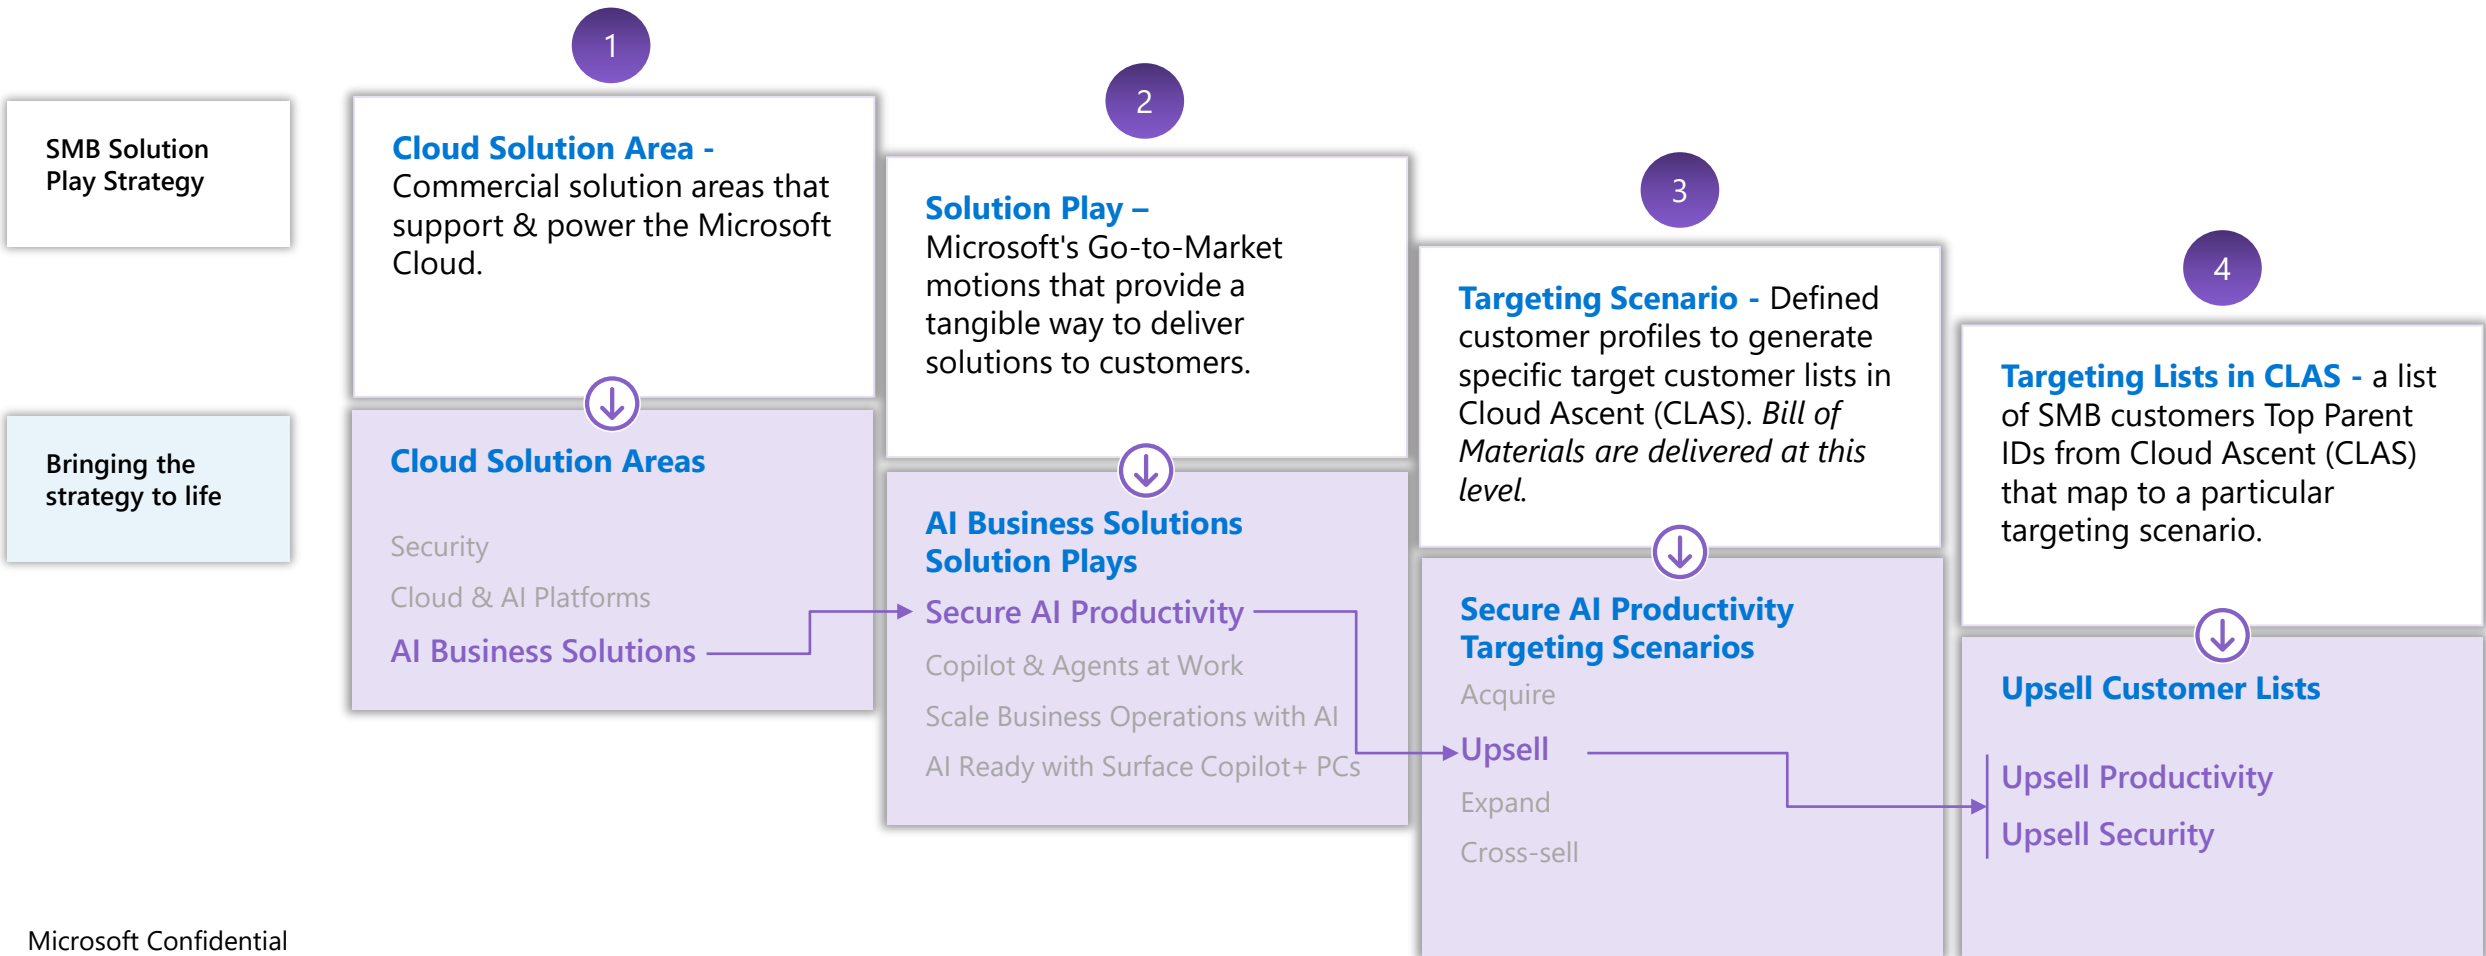 SMB Solution
Play Strategy
Bringing the
strategy to life
1
Cloud Solution Area -
Commercial solution areas that
support & power the Microsoft
Cloud.
Cloud Solution Areas
Security
Cloud & AI Platforms
AI Business Solutions
2
Solution Play –
Microsoft's Go-to-Market
motions that provide a
tangible way to deliver
solutions to customers.
AI Business Solutions
Solution Plays
Secure AI Productivity
Copilot & Agents at Work
Scale Business Operations with AI
AI Ready with Surface Copilot+ PCs
3
Targeting Scenario - Defined
customer profiles to generate
specific target customer lists in
Cloud Ascent (CLAS). Bill of
Materials are delivered at this
level.
Secure AI Productivity
Targeting Scenarios
Acquire
Upsell
Expand
Cross-sell
4
Targeting Lists in CLAS - a list
of SMB customers Top Parent
IDs from Cloud Ascent (CLAS)
that map to a particular
targeting scenario.
Upsell Customer Lists
Upsell Productivity
Upsell Security
Microsoft Confidential